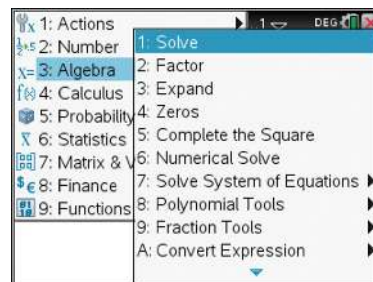 1: Actions
2: Number
3: Algebra
4: Calculus
5: Probability
6: Statistics
7: Matrix & V
8: Finance
9: Functions
1: Solve
2: Factor
3: Expand
4: Zeros
5: Complete the Square
6: Numerical Solve
7: Solve System of Equations
8: Polynomial Tools
9: Fraction Tools
A: Convert Expression
1
DEG